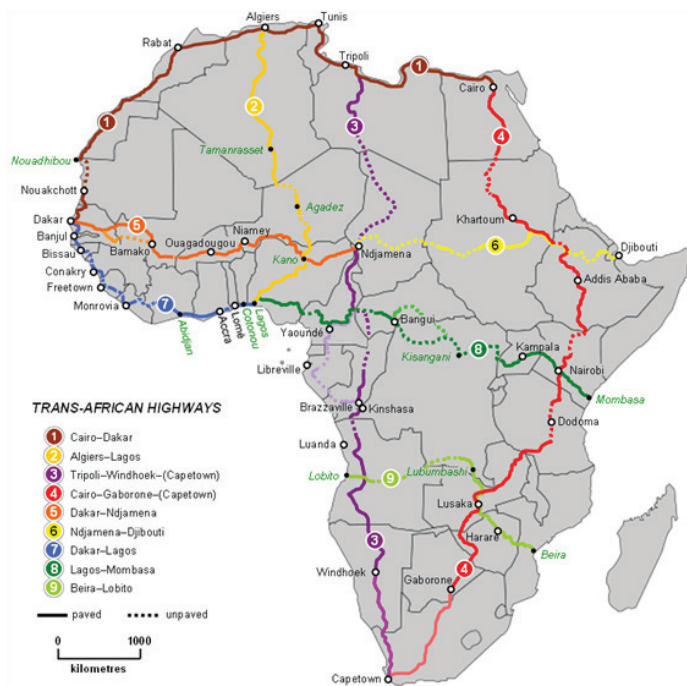 Algiers
Tunis
Rabat
Tripoli
1
Cairo
2
3
4
1
Tamanrasset
Nouadhibou
Nouakchott
Agadez
Dakar
5
Khartoum
Niamey
Banjul
Ouagadougou
Bissau
Bamako
Kano
Ndjamena
6
Djibouti
Conakry
Addis Ababa
Freetown
Monrovia
7
Abidjan
Accra
Lomé
Cotonou
Lagos
Yaoundé
Bangui
Kisangani
8
Kampala
Libreville
Nairobi
Mombasa
Brazzaville
Kinshasa
Dodoma
Luanda
Lobito
9
Lubumbashi
Lusaka
Harare
Beira
3
Windhoek
4
Gaborone
Capetown
TRANS-AFRICAN HIGHWAYS
1 Cairo–Dakar
2 Algiers–Lagos
3 Tripoli–Windhoek–(Capetown)
4 Cairo–Gaborone–(Capetown)
5 Dakar–Ndjamena
6 Ndjamena–Djibouti
7 Dakar–Lagos
8 Lagos–Mombasa
9 Beira–Lobito
paved unpaved
0 1000
kilometres